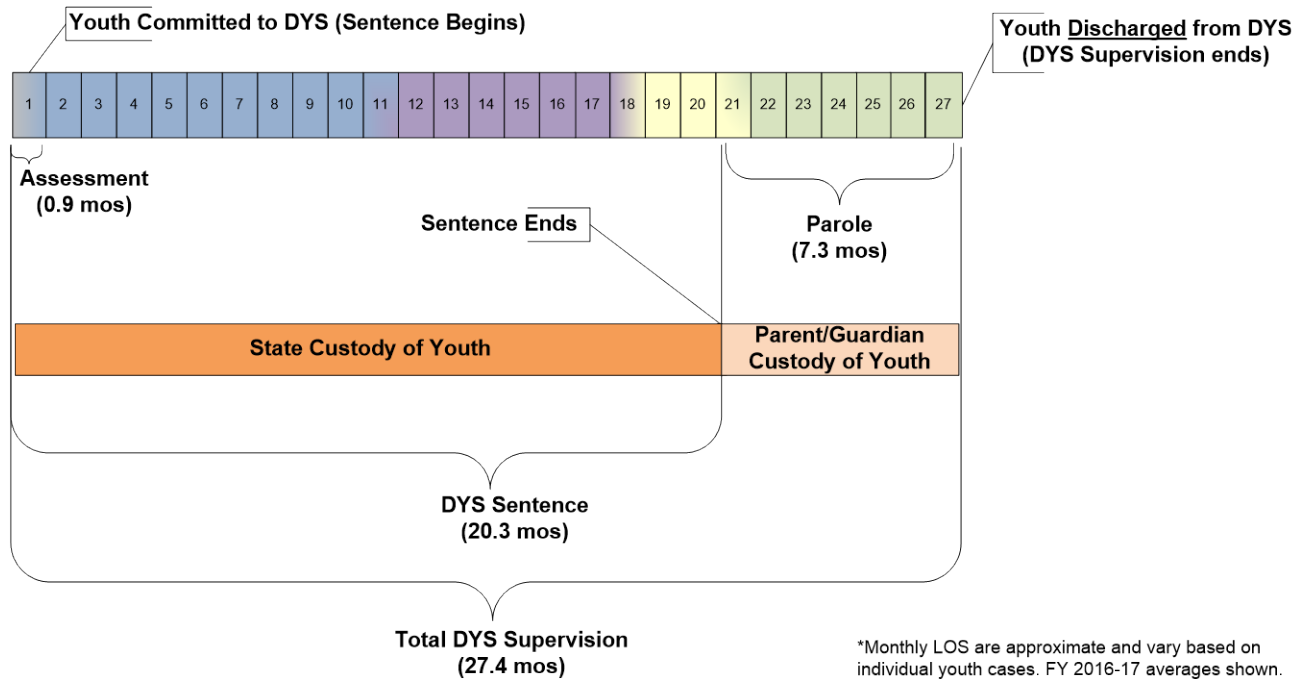 Youth Committed to DYS (Sentence Begins)
Youth Discharged from DYS
(DYS Supervision ends)
1 2 3 4 5 6 7 8 9 10 11 12 13 14 15 16 17 18 19 20 21 22 23 24 25 26 27
Assessment
(0.9 mos)
Sentence Ends
Parole
(7.3 mos)
State Custody of Youth
Parent/Guardian
Custody of Youth
DYS Sentence
(20.3 mos)
Total DYS Supervision
(27.4 mos)
*Monthly LOS are approximate and vary based on
individual youth cases. FY 2016-17 averages shown.